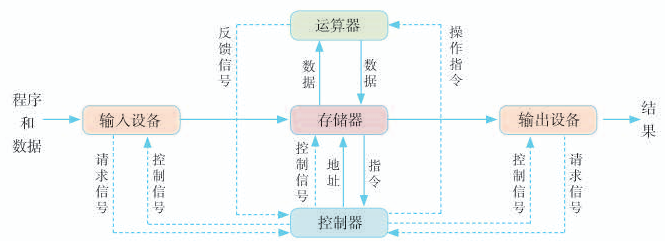 运算器
反馈信号
操作指令
数据
数据
程序
和
数据
输入设备
存储器
输出设备
结果
请求信号
控制信号
控制信号
地址
指令
控制信号
请求信号
控制器